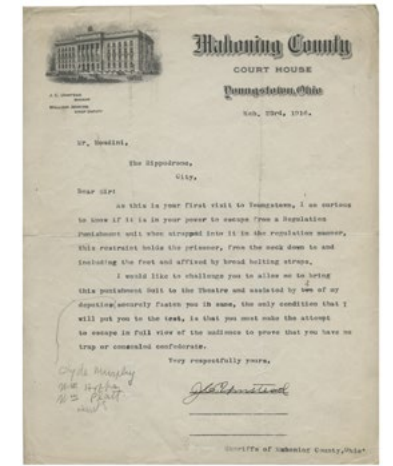 Mahoning County
COURT HOUSE
Youngstown, Ohio
Feb. 23rd, 1916.
Mr. Houdini,
The Hippodrome,
City.
Dear Sir:
As this is your first visit to Youngstown, I am curious
to know if it is in your power to escape from a Regulation
Punishment suit when strapped into it in the regulation manner,
this restraint holds the prisoner, from the neck down to and
including the feet and affixed by broad belting straps.
I would like to challenge you to allow me to bring
this punishment Suit to the Theatre and assisted by of my
deputies securely fasten you in same, the only condition that I
will put you to the test, is that you must make the attempt
to escape in full view of the audience to prove that you have no
trap or concealed confederate.
Very respectfully yours,
Clyde Murphy
Wm
Wm Pratt
Sheriffs of Mahoning County, Ohio